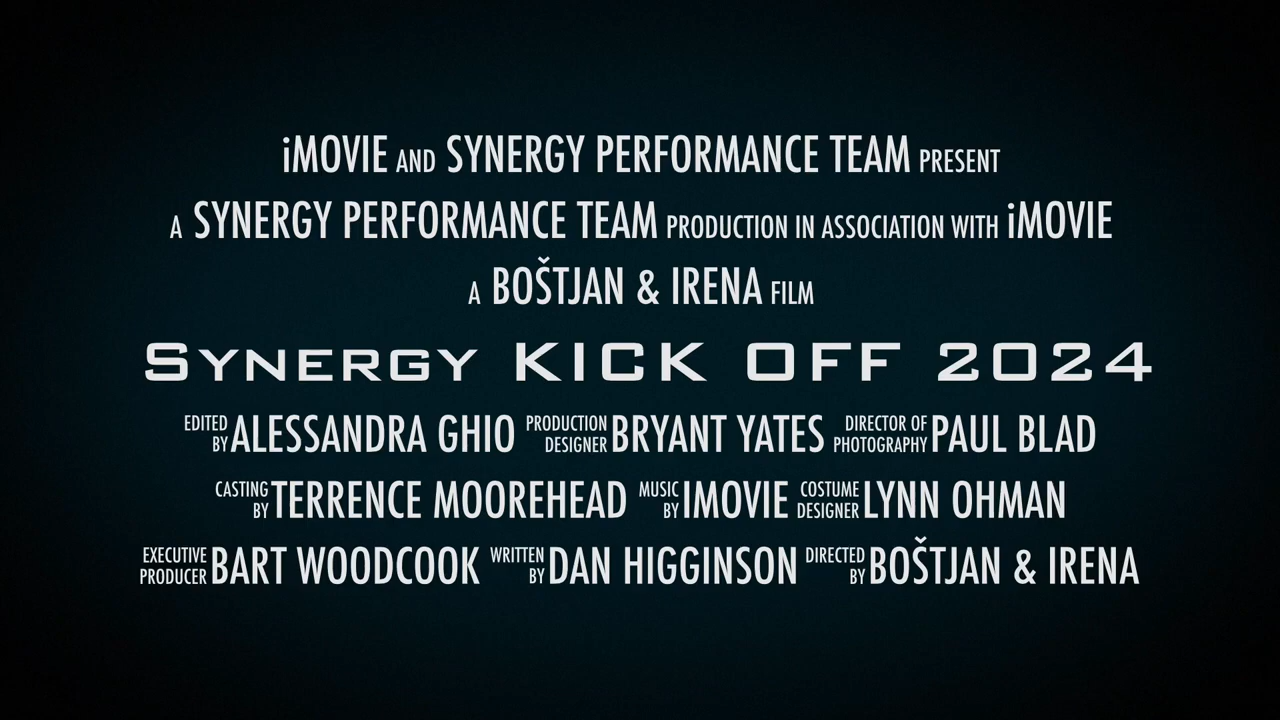 iMOVIE AND SYNERGY PERFORMANCE TEAM PRESENT
A SYNERGY PERFORMANCE TEAM PRODUCTION IN ASSOCIATION WITH iMOVIE
A BOŠTJAN & IRENA FILM
SYNERGY KICK OFF 2024
EDITED BY ALESSANDRA GHIO PRODUCTION DESIGNER BRYANT YATES DIRECTOR OF PHOTOGRAPHY PAUL BLAD
CASTING BY TERRENCE MOOREHEAD MUSIC BY IMOVIE COSTUME DESIGNER LYNN OHMAN
EXECUTIVE PRODUCER BART WOODCOOK WRITTEN BY DAN HIGGINSON DIRECTED BY BOŠTJAN & IRENA